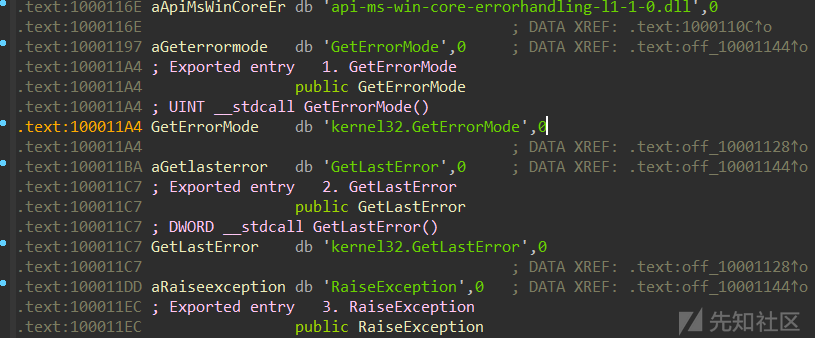 .text:1000116E aApiMsWinCoreEr db 'api-ms-win-core-errorhandling-l1-1-0.dll',0
.text:1000116E ; DATA XREF: .text:1000110C↑o
.text:10001197 aGeterrormode db 'GetErrorMode',0 ; DATA XREF: .text:off_10001144↑o
.text:100011A4 ; Exported entry 1. GetErrorMode
.text:100011A4 public GetErrorMode
.text:100011A4 ; UINT __stdcall GetErrorMode()
.text:100011A4 GetErrorMode db 'kernel32.GetErrorMode',0
.text:100011A4 ; DATA XREF: .text:off_10001128↑o
.text:100011BA aGetlasterror db 'GetLastError',0 ; DATA XREF: .text:off_10001144↑o
.text:100011C7 ; Exported entry 2. GetLastError
.text:100011C7 public GetLastError
.text:100011C7 ; DWORD __stdcall GetLastError()
.text:100011C7 GetLastError db 'kernel32.GetLastError',0
.text:100011C7 ; DATA XREF: .text:off_10001128↑o
.text:100011DD aRaiseexception db 'RaiseException',0 ; DATA XREF: .text:off_10001144↑o
.text:100011EC ; Exported entry 3. RaiseException
.text:100011EC public RaiseException
先知社区